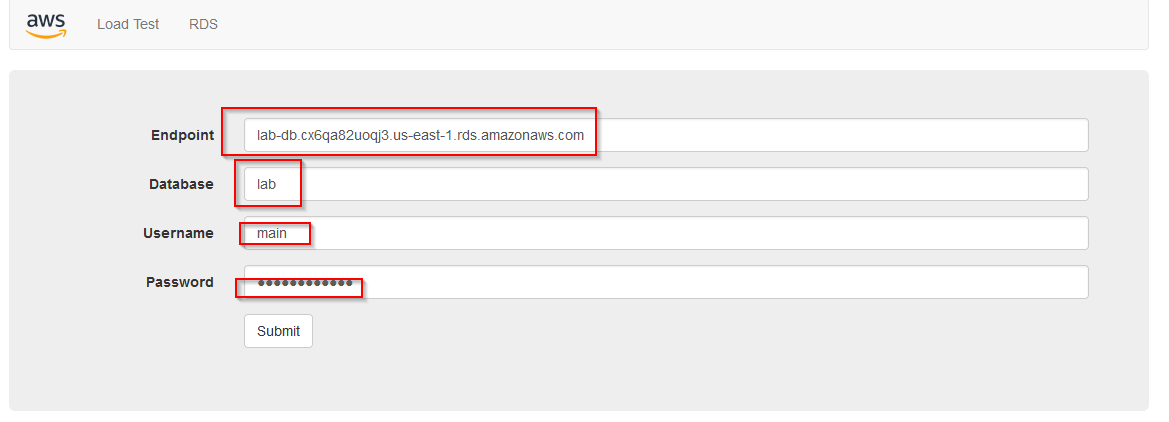 aws Load Test RDS
Endpoint lab-db.cx6qa82uoqj3.us-east-1.rds.amazonaws.com
Database lab
Username main
Password ••••••••••••
Submit